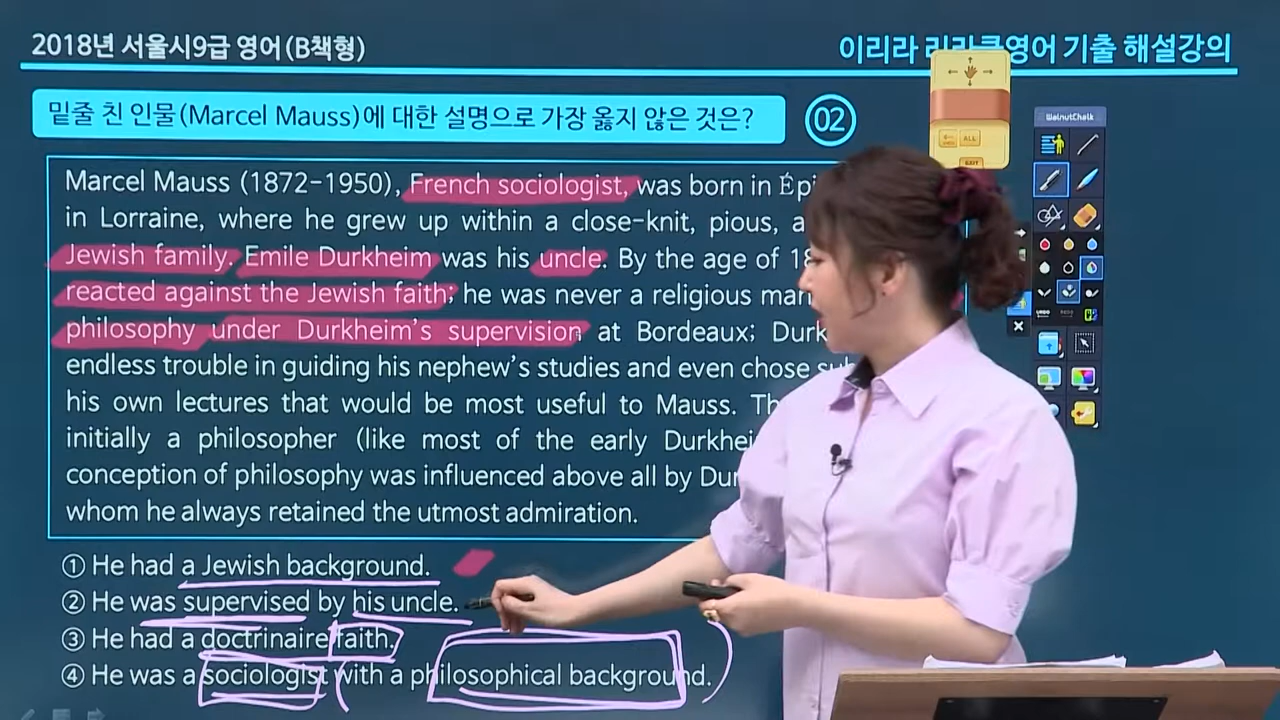 2018년 서울시9급 영어(B책형)
이리라 영어 기출 해설강의
밑줄 친 인물(Marcel Mauss)에 대한 설명으로 가장 옳지 않은 것은?
02
WalnutChalk
ALL
EXIT
Marcel Mauss (1872-1950), French sociologist, was born in
in Lorraine, where he grew up within a close-knit, pious,
Jewish family. Emile Durkheim was his uncle. By the age of
reacted against the Jewish faith; he was never a religious man
philosophy under Durkheim's supervision at Bordeaux;
endless trouble in guiding his nephew's studies and even chose
his own lectures that would be most useful to Mauss.
initially a philosopher (like most of the early
conception of philosophy was influenced above all by
whom he always retained the utmost admiration.
① He had a Jewish background.
② He was supervised by his uncle.
③ He had a doctrinaire faith.
④ He was a sociologist with a philosophical background.